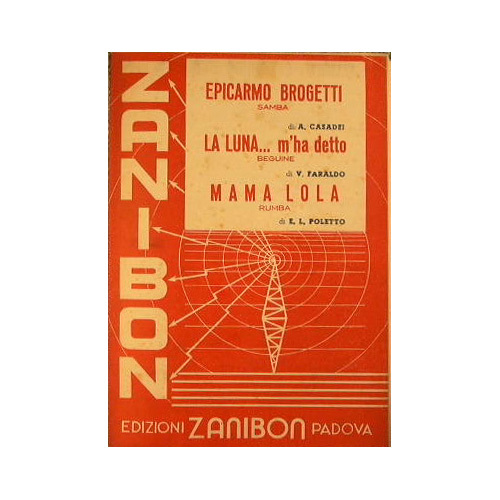 ZANIBON
EPICARMO BROGETTI
SAMBA
di A. CASADEI
LA LUNA... m'ha detto
BEGUINE
di V. FARALDO
MAMA LOLA
RUMBA
di E. L. POLETTO
EDIZIONI ZANIBON PADOVA